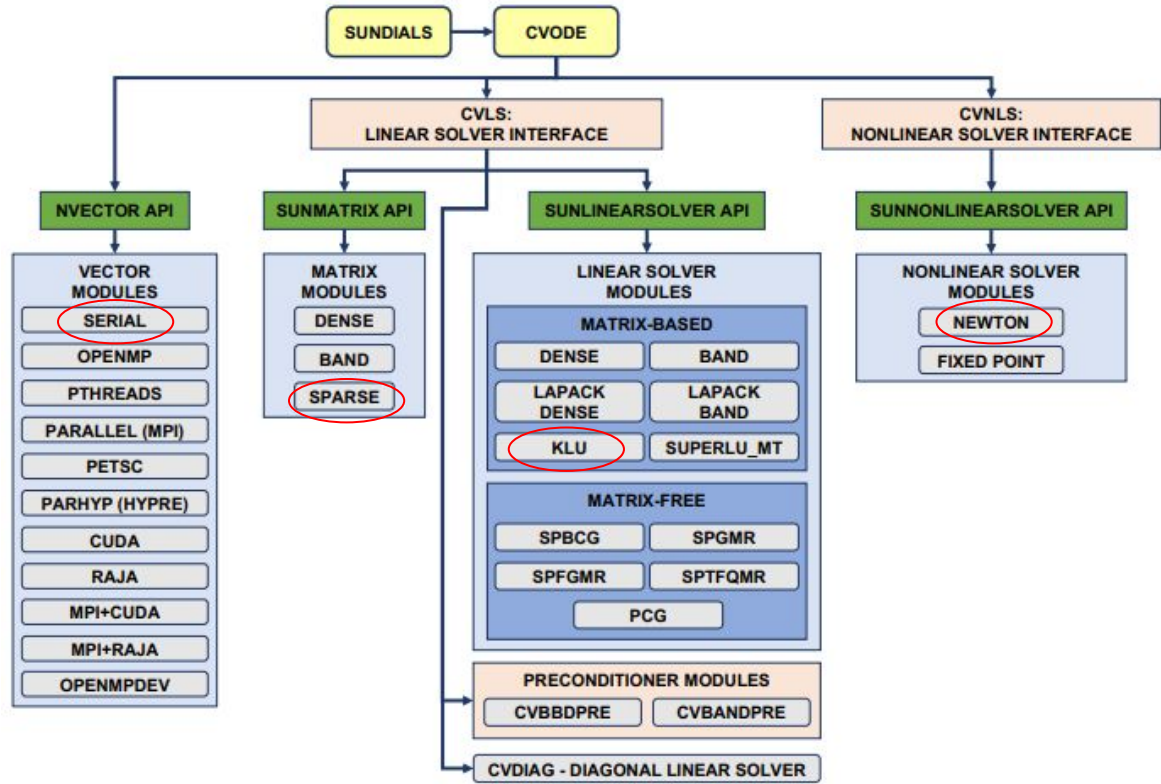 SUNDIALS
CVODE
CVLS:
LINEAR SOLVER INTERFACE
CVNLS:
NONLINEAR SOLVER INTERFACE
NVECTOR API
SUNMATRIX API
SUNLINEARSOLVER API
SUNNONLINEARSOLVER API
VECTOR
MODULES
SERIAL
OPENMP
PTHREADS
PARALLEL (MPI)
PETSC
PARHYP (HYPRE)
CUDA
RAJA
MPI+CUDA
MPI+RAJA
OPENMPDEV
MATRIX
MODULES
DENSE
BAND
SPARSE
LINEAR SOLVER
MODULES
MATRIX-BASED
DENSE
BAND
LAPACK
DENSE
LAPACK
BAND
KLU
SUPERLU_MT
MATRIX-FREE
SPBCG
SPGMR
SPFGMR
SPTFQMR
PCG
PRECONDITIONER MODULES
CVBBDPRE
CVBANDPRE
CVDIAG - DIAGONAL LINEAR SOLVER
NONLINEAR SOLVER
MODULES
NEWTON
FIXED POINT